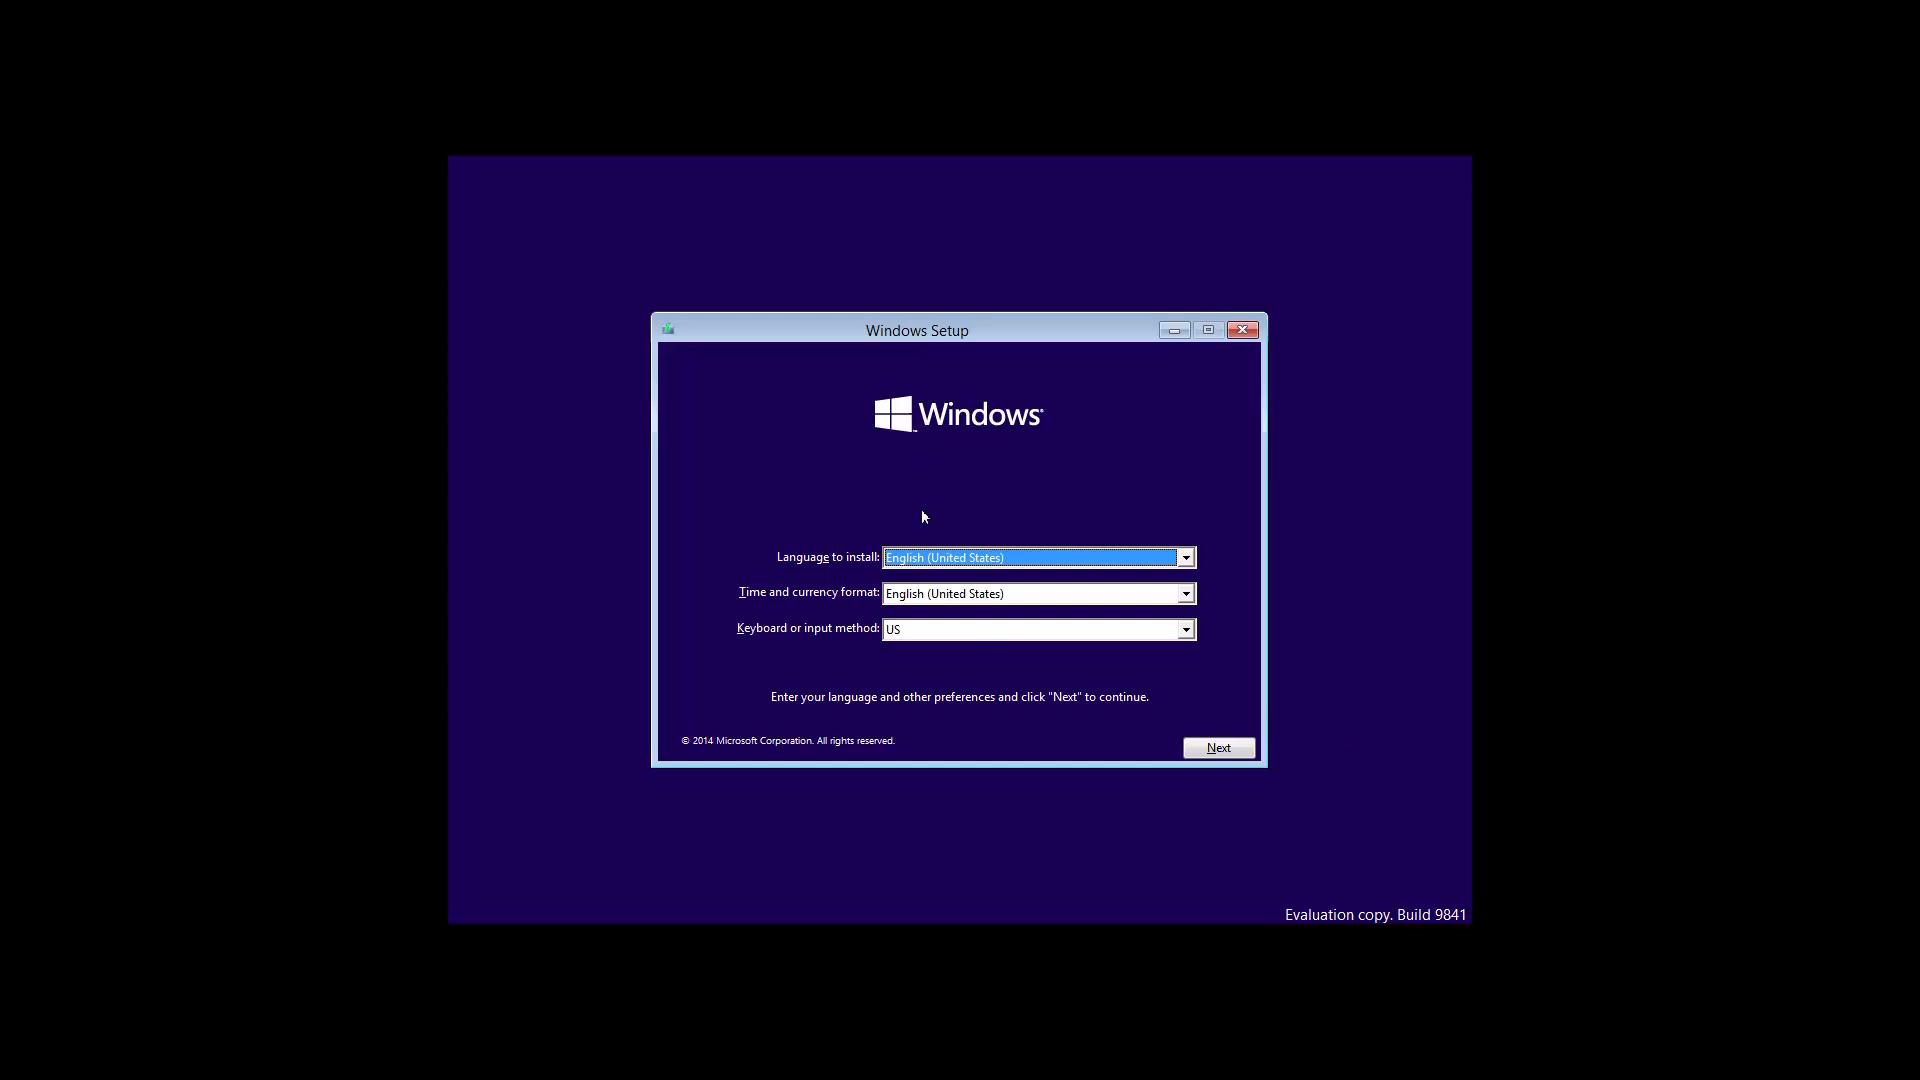 Windows Setup
Windows
Language to install: English (United States)
Time and currency format: English (United States)
Keyboard or input method: US
Enter your language and other preferences and click "Next" to continue.
© 2014 Microsoft Corporation. All rights reserved.
Next
Evaluation copy. Build 9841